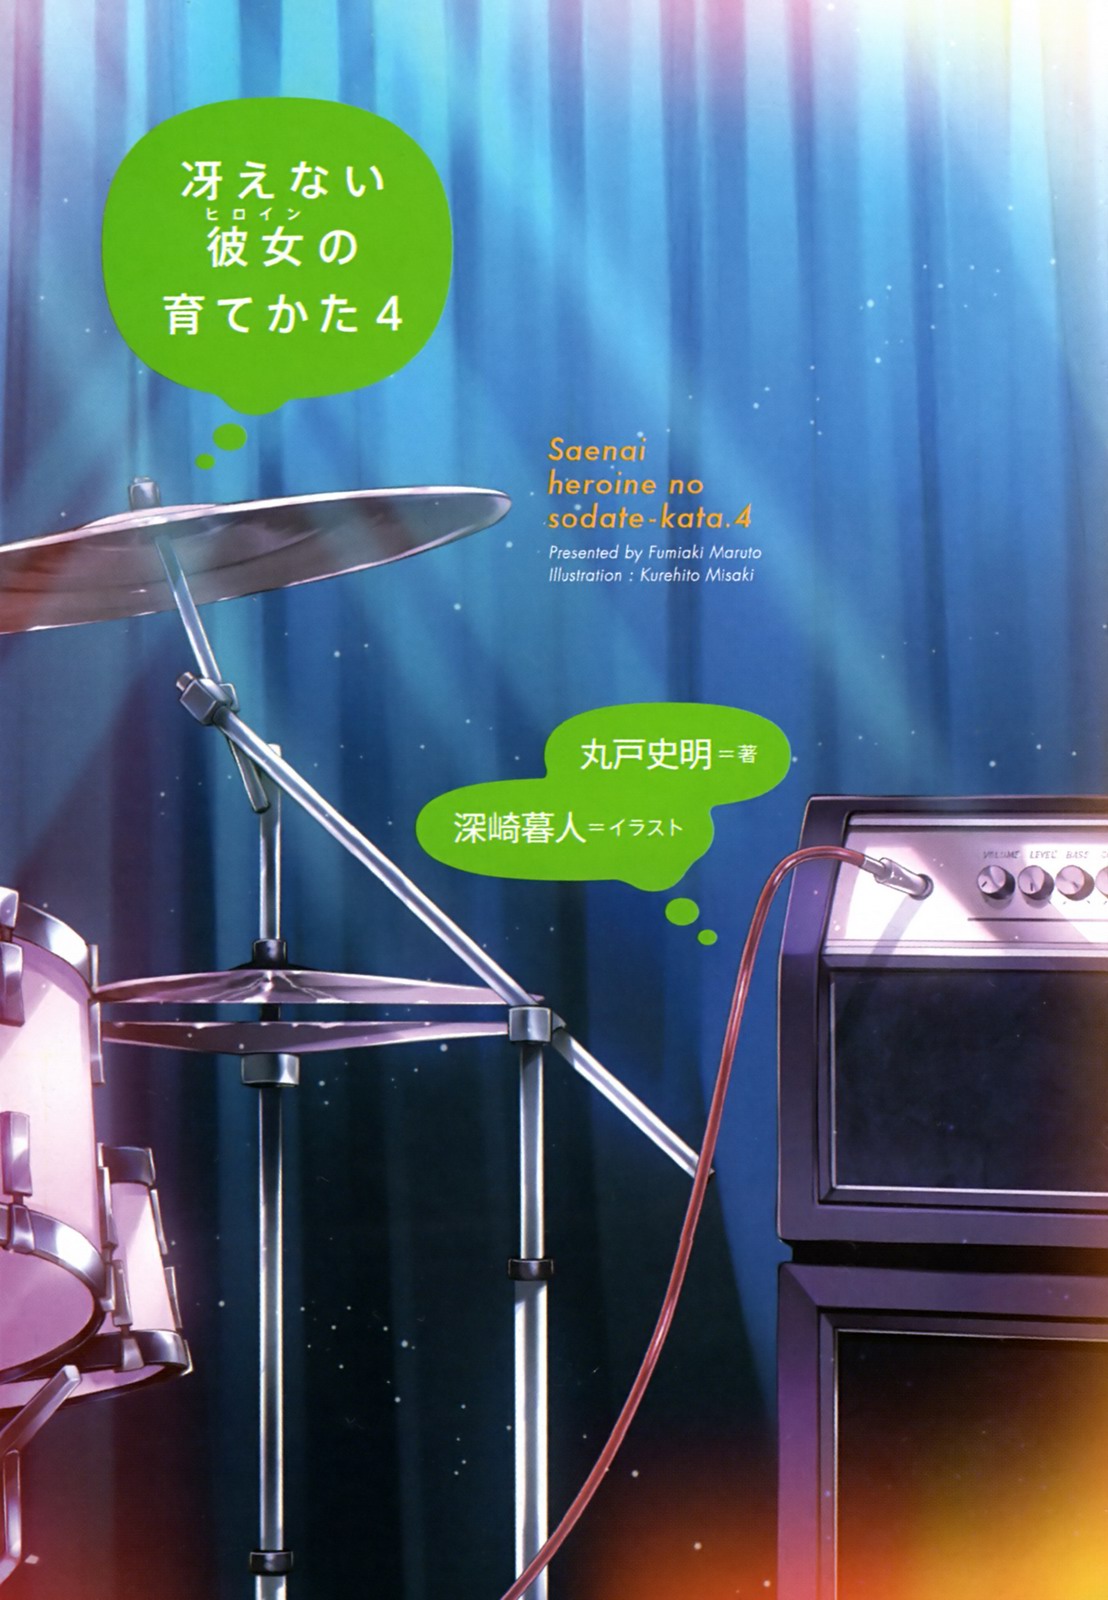 冴えない
ヒロイン
彼女の
育てかた 4
Saenai
heroine no
sodate-kata.4
Presented by Fumiaki Maruto
Illustration : Kurehito Misaki
丸戸史明=著
深崎暮人=イラスト
VOLUME LEVEL BASS